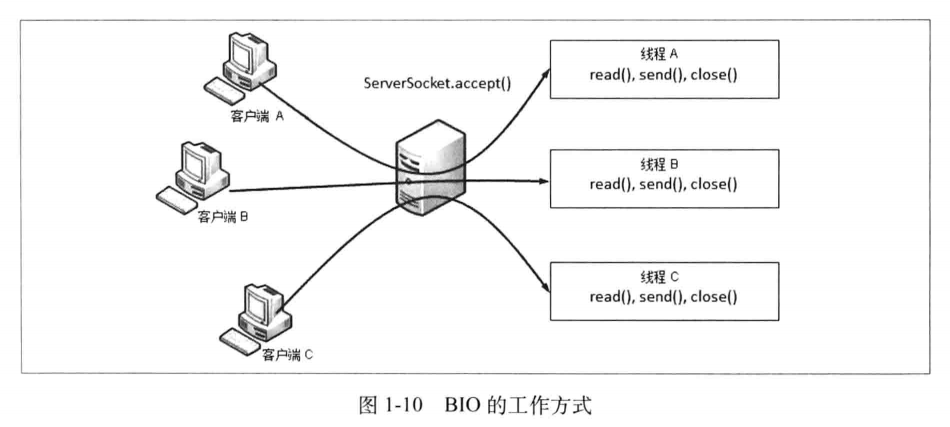 客户端 A
ServerSocket.accept()
线程 A
read(), send(), close()
客户端 B
线程 B
read(), send(), close()
客户端 C
线程 C
read(), send(), close()
图 1-10 BIO 的工作方式